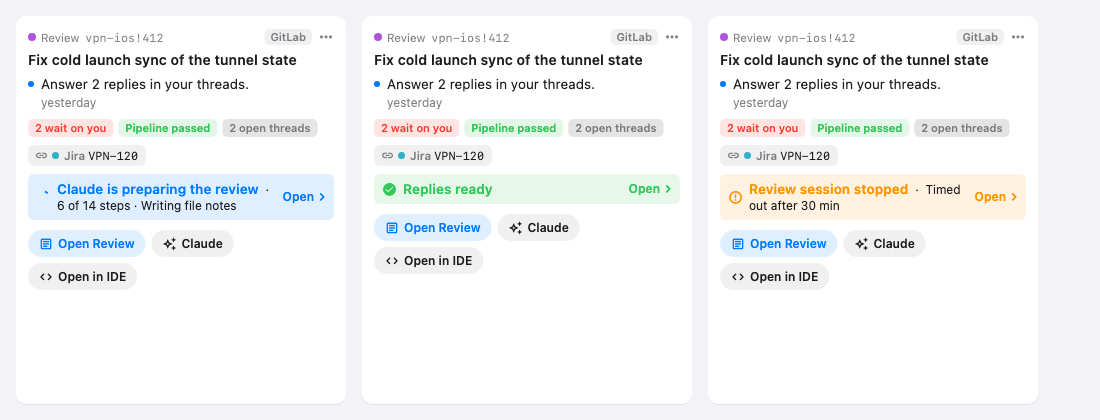 Review vpn-ios!412 GitLab
Fix cold launch sync of the tunnel state
Answer 2 replies in your threads.
yesterday
2 wait on you Pipeline passed 2 open threads
Jira VPN-120
Claude is preparing the review ·
6 of 14 steps · Writing file notes
Open
Open Review Claude
Open in IDE
Review vpn-ios!412 GitLab
Fix cold launch sync of the tunnel state
Answer 2 replies in your threads.
yesterday
2 wait on you Pipeline passed 2 open threads
Jira VPN-120
Replies ready Open
Open Review Claude
Open in IDE
Review vpn-ios!412 GitLab
Fix cold launch sync of the tunnel state
Answer 2 replies in your threads.
yesterday
2 wait on you Pipeline passed 2 open threads
Jira VPN-120
Review session stopped · Timed
out after 30 min
Open
Open Review Claude
Open in IDE